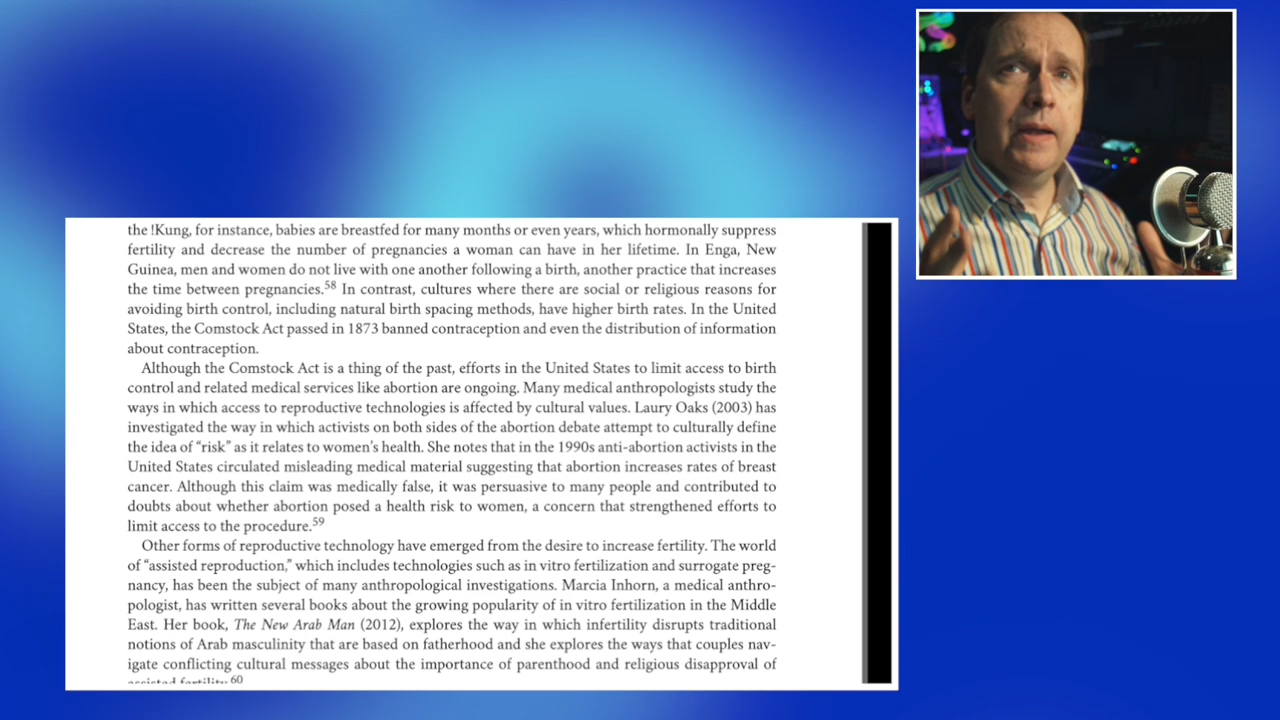 the !Kung, for instance, babies are breastfed for many months or even years, which hormonally suppress
fertility and decrease the number of pregnancies a woman can have in her lifetime. In Enga, New
Guinea, men and women do not live with one another following a birth, another practice that increases
the time between pregnancies.58 In contrast, cultures where there are social or religious reasons for
avoiding birth control, including natural birth spacing methods, have higher birth rates. In the United
States, the Comstock Act passed in 1873 banned contraception and even the distribution of information
about contraception.
Although the Comstock Act is a thing of the past, efforts in the United States to limit access to birth
control and related medical services like abortion are ongoing. Many medical anthropologists study the
ways in which access to reproductive technologies is affected by cultural values. Laury Oaks (2003) has
investigated the way in which activists on both sides of the abortion debate attempt to culturally define
the idea of “risk” as it relates to women’s health. She notes that in the 1990s anti-abortion activists in the
United States circulated misleading medical material suggesting that abortion increases rates of breast
cancer. Although this claim was medically false, it was persuasive to many people and contributed to
doubts about whether abortion posed a health risk to women, a concern that strengthened efforts to
limit access to the procedure.59
Other forms of reproductive technology have emerged from the desire to increase fertility. The world
of “assisted reproduction,” which includes technologies such as in vitro fertilization and surrogate preg-
nancy, has been the subject of many anthropological investigations. Marcia Inhorn, a medical anthro-
pologist, has written several books about the growing popularity of in vitro fertilization in the Middle
East. Her book, The New Arab Man (2012), explores the way in which infertility disrupts traditional
notions of Arab masculinity that are based on fatherhood and she explores the ways that couples nav-
igate conflicting cultural messages about the importance of parenthood and religious disapproval of
assisted fertility.60